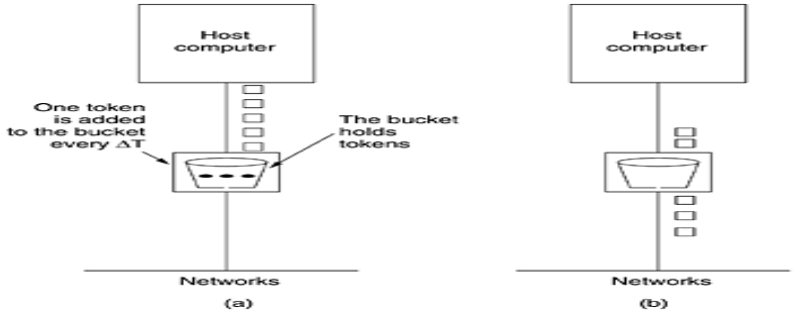 Host
computer
One token
is added
to the bucket
every ΔT
The bucket
holds
tokens
Networks
(a)
Host
computer
Networks
(b)